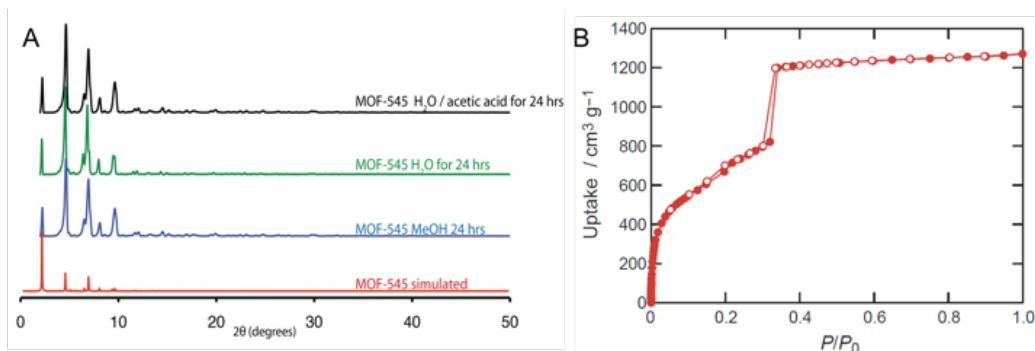 A
MOF-545 H₂O / acetic acid for 24 hrs
MOF-545 H₂O for 24 hrs
MOF-545 MeOH 24 hrs
MOF-545 simulated
0 10 20 30 40 50
2θ (degrees)
B
1400
1200
1000
800
600
400
200
0
Uptake / cm³ g⁻¹
0 0.2 0.4 0.6 0.8 1.0
P/P₀